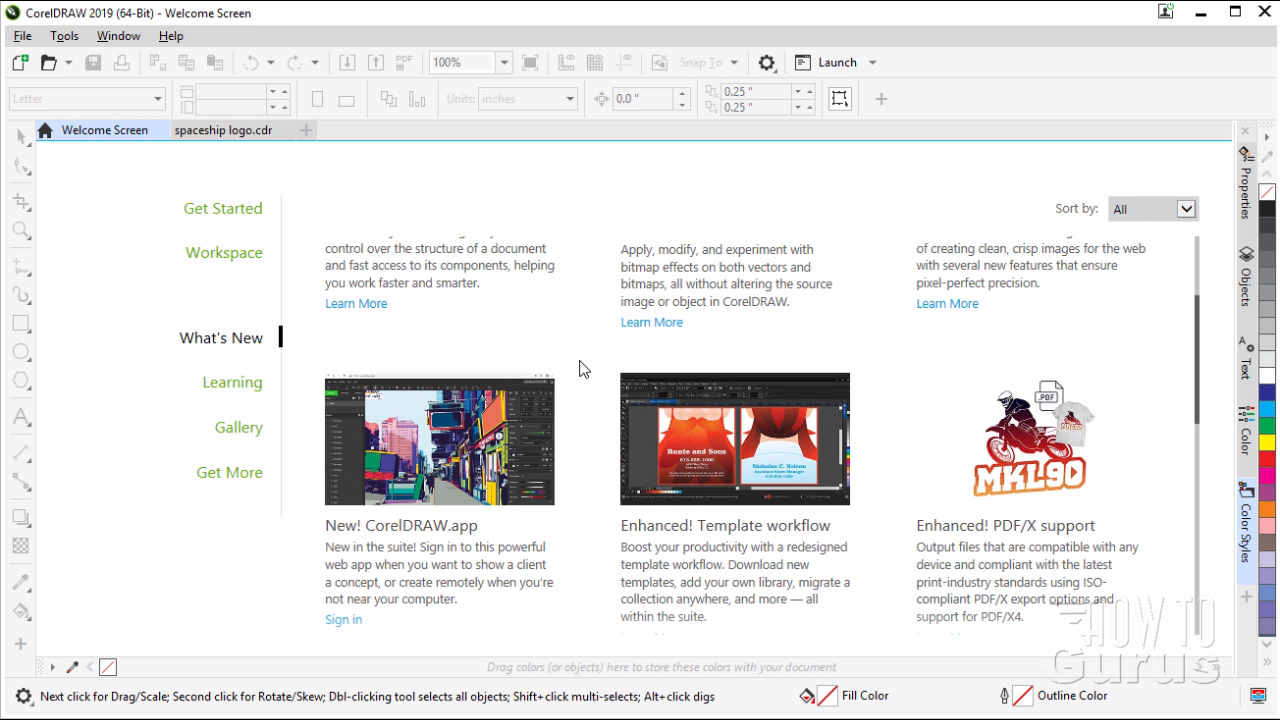 CorelDRAW 2019 (64-Bit) - Welcome Screen
File Tools Window Help
PDF 100% Snap To Launch
Letter Units: inches 0.0 " 0.25 " 0.25 "
Welcome Screen spaceship logo.cdr
Get Started
Workspace
What's New
Learning
Gallery
Get More
Sort by: All
control over the structure of a document
and fast access to its components, helping
you work faster and smarter.
Learn More
Apply, modify, and experiment with
bitmap effects on both vectors and
bitmaps, all without altering the source
image or object in CorelDRAW.
Learn More
of creating clean, crisp images for the web
with several new features that ensure
pixel-perfect precision.
Learn More
New! CorelDRAW.app
New in the suite! Sign in to this powerful
web app when you want to show a client
a concept, or create remotely when you're
not near your computer.
Sign in
Runte and Sons
613-555-1000
Enhanced! Template workflow
Boost your productivity with a redesigned
template workflow. Download new
templates, add your own library, migrate a
collection anywhere, and more — all
within the suite.
.PDF
MKL90
Enhanced! PDF/X support
Output files that are compatible with any
device and compliant with the latest
print-industry standards using ISO-
compliant PDF/X export options and
support for PDF/X4.
Properties
Objects
Text
Color
Color Styles
HOW TO
Gurus
Drag colors (or objects) here to store these colors with your document
Next click for Drag/Scale; Second click for Rotate/Skew; Dbl-clicking tool selects all objects; Shift+click multi-selects; Alt+click digs
Fill Color Outline Color